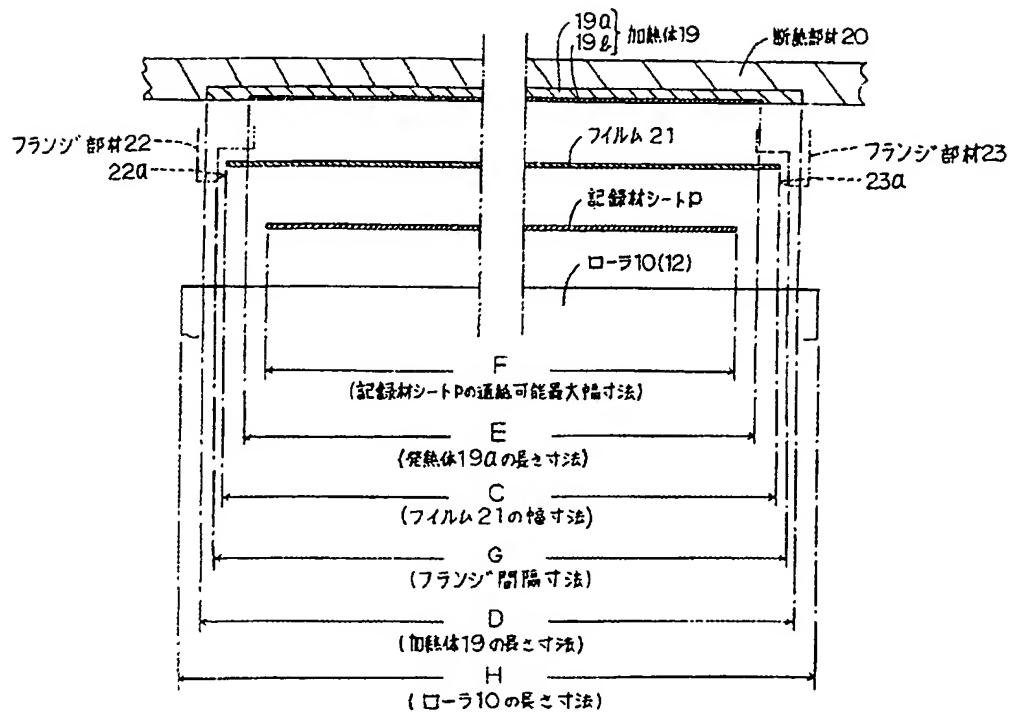 19a
19b } 加熱体19
断熱部材20
フランジ部材22
22a
フイルム21
フランジ部材23
23a
記録材シートP
ローラ10(12)
F
(記録材シートPの通紙可能最大幅寸法)
E
(発熱体19aの長さ寸法)
C
(フイルム21の幅寸法)
G
(フランジ間隔寸法)
D
(加熱体19の長さ寸法)
H
(ローラ10の長さ寸法)